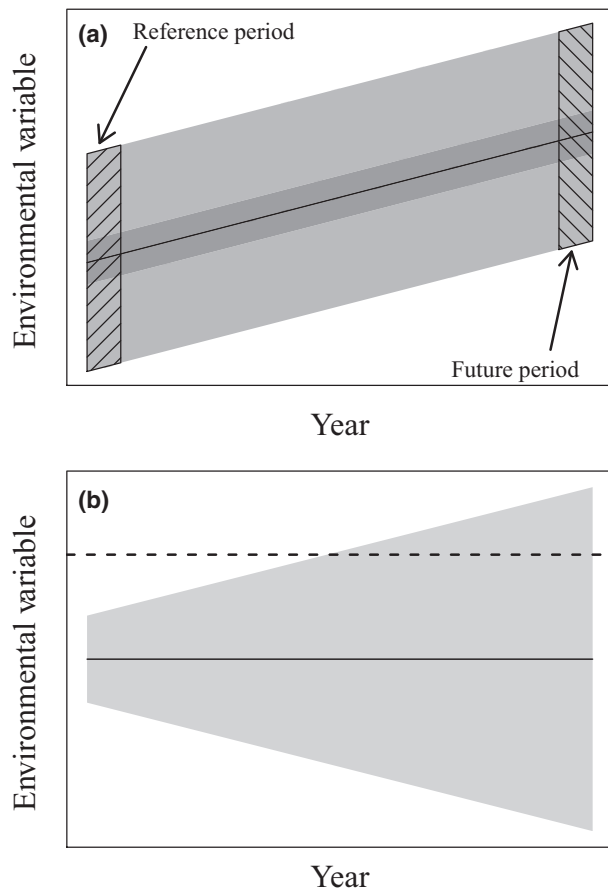 (a)
Reference period
Environmental variable
Future period
Year
(b)
Environmental variable
Year